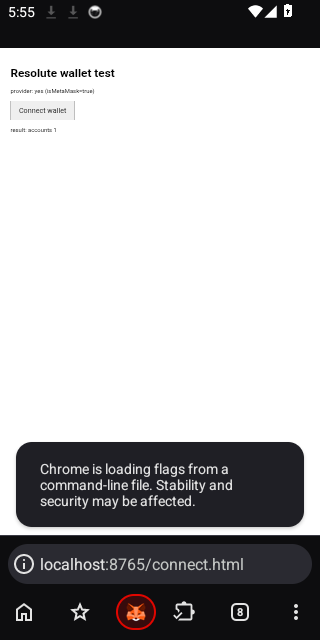 5:55
Resolute wallet test
provider: yes (isMetaMask=true)
Connect wallet
result: accounts 1
Chrome is loading flags from a
command-line file. Stability and
security may be affected.
localhost:8765/connect.html
8